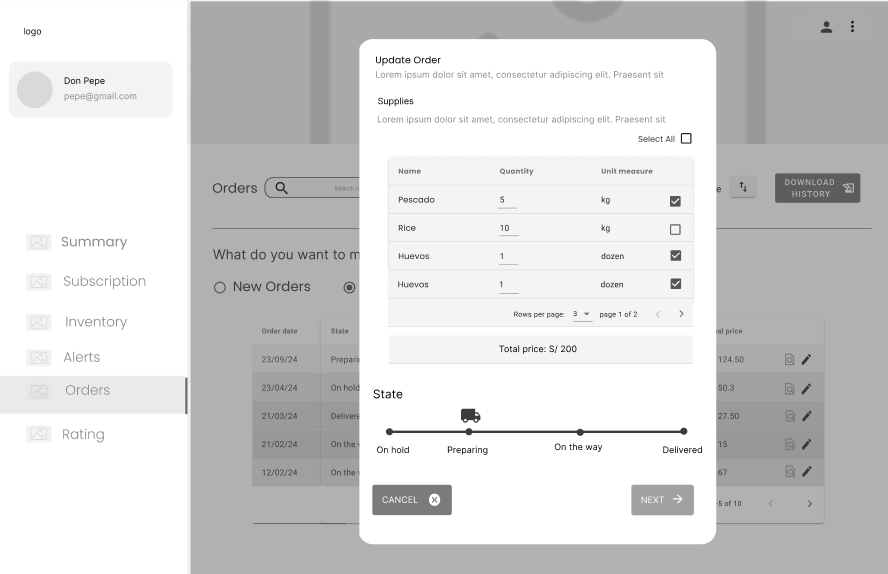 logo
Don Pepe
pepe@gmail.com
Summary
Subscription
Inventory
Alerts
Orders
Rating
Orders
Search
DOWNLOAD
HISTORY
What do you want to m
New Orders
Order date State al price
23/09/24 Prepari 124.50
23/04/24 On hold 50.3
21/03/24 Delivere 27.50
21/02/24 On the 15
12/02/24 On the 67
-5 of 10
Update Order
Lorem ipsum dolor sit amet, consectetur adipiscing elit. Praesent sit
Supplies
Lorem ipsum dolor sit amet, consectetur adipiscing elit. Praesent sit
Select All
Name Quantity Unit measure
Pescado 5 kg
Rice 10 kg
Huevos 1 dozen
Huevos 1 dozen
Rows per page: 3 page 1 of 2
Total price: S/ 200
State
On hold Preparing On the way Delivered
CANCEL NEXT